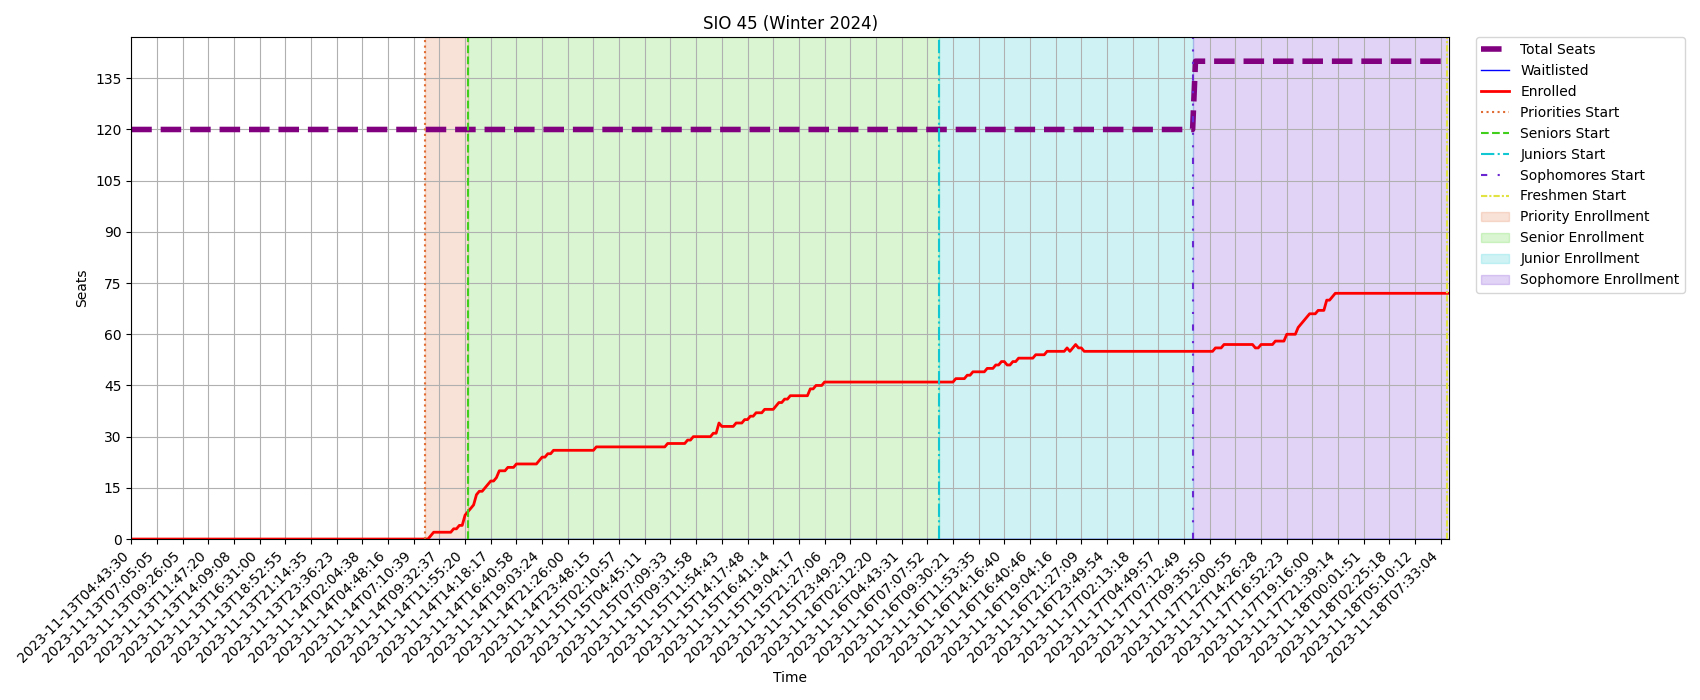 SIO 45 (Winter 2024)
Seats
135
120
105
90
75
60
45
30
15
0
2023-11-13T04:43:30
2023-11-13T07:05:05
2023-11-13T09:26:05
2023-11-13T11:47:20
2023-11-13T14:09:08
2023-11-13T16:31:00
2023-11-13T18:52:55
2023-11-13T21:14:35
2023-11-13T23:36:23
2023-11-14T02:04:38
2023-11-14T04:48:16
2023-11-14T07:10:39
2023-11-14T09:32:37
2023-11-14T11:55:20
2023-11-14T14:18:17
2023-11-14T16:40:58
2023-11-14T19:03:24
2023-11-14T21:26:00
2023-11-14T23:48:15
2023-11-15T02:10:57
2023-11-15T04:45:11
2023-11-15T07:09:33
2023-11-15T09:31:58
2023-11-15T11:54:43
2023-11-15T14:17:48
2023-11-15T16:41:14
2023-11-15T19:04:17
2023-11-15T21:27:06
2023-11-15T23:49:29
2023-11-16T02:12:20
2023-11-16T04:43:31
2023-11-16T07:07:52
2023-11-16T09:30:21
2023-11-16T11:53:35
2023-11-16T14:16:40
2023-11-16T16:40:46
2023-11-16T19:04:16
2023-11-16T21:27:09
2023-11-16T23:49:54
2023-11-17T02:13:18
2023-11-17T04:49:57
2023-11-17T07:12:49
2023-11-17T09:35:50
2023-11-17T12:00:55
2023-11-17T14:26:28
2023-11-17T16:52:23
2023-11-17T19:16:00
2023-11-17T21:39:14
2023-11-18T00:01:51
2023-11-18T02:25:18
2023-11-18T05:10:12
2023-11-18T07:33:04
Time
Total Seats
Waitlisted
Enrolled
Priorities Start
Seniors Start
Juniors Start
Sophomores Start
Freshmen Start
Priority Enrollment
Senior Enrollment
Junior Enrollment
Sophomore Enrollment